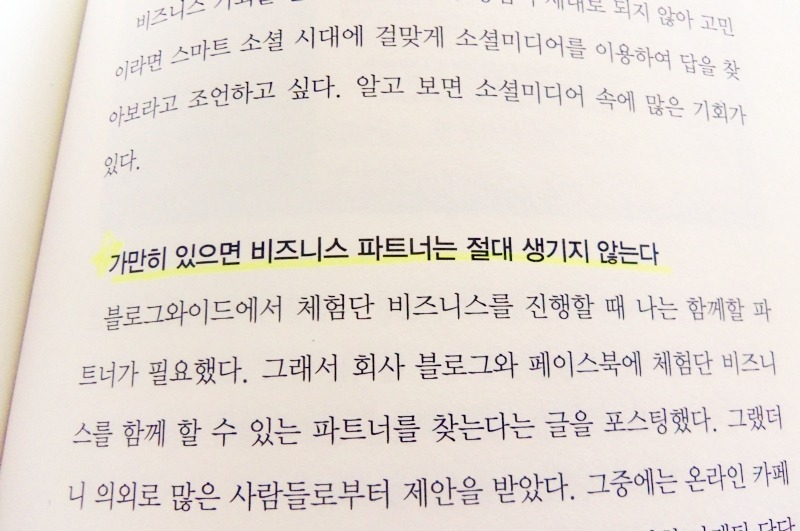 비즈니스 제대로 되지 않아 고민
이라면 스마트 소셜 시대에 걸맞게 소셜미디어를 이용하여 답을 찾
아보라고 조언하고 싶다. 알고 보면 소셜미디어 속에 많은 기회가
있다.
가만히 있으면 비즈니스 파트너는 절대 생기지 않는다
블로그와이드에서 체험단 비즈니스를 진행할 때 나는 함께할 파
트너가 필요했다. 그래서 회사 블로그와 페이스북에 체험단 비즈니
스를 함께 할 수 있는 파트너를 찾는다는 글을 포스팅했다. 그랬더
니 의외로 많은 사람들로부터 제안을 받았다. 그중에는 온라인 카페